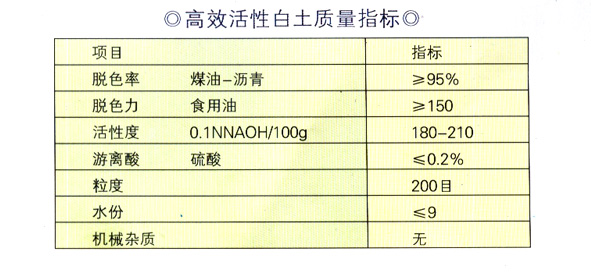 ◎高效活性白土质量指标◎
项目 指标
脱色率 煤油-沥青 ≥95%
脱色力 食用油 ≥150
活性度 0.1NNAOH/100g 180-210
游离酸 硫酸 ≤0.2%
粒度 200目
水份 ≤9
机械杂质 无